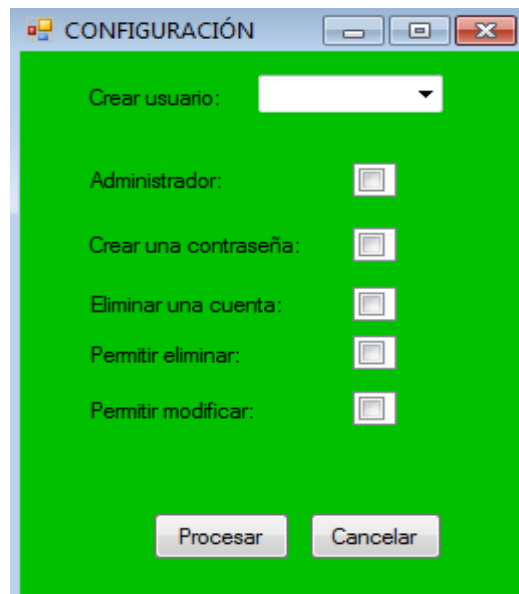 CONFIGURACIÓN
Crear usuario:
Administrador:
Crear una contraseña:
Eliminar una cuenta:
Permitir eliminar:
Permitir modificar:
Procesar Cancelar